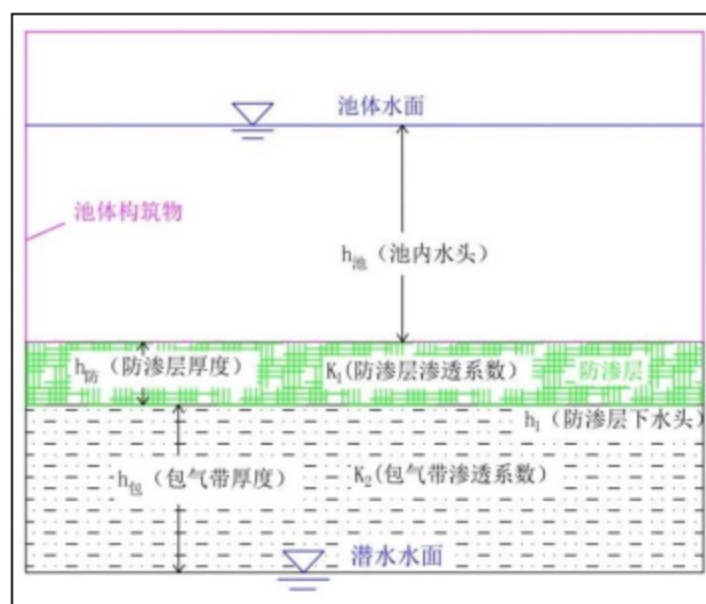 池体水面
池体构筑物
h池（池内水头）
h防（防渗层厚度）
K₁(防渗层渗透系数)
防渗层
h₁（防渗层下水头）
h包（包气带厚度）
K₂(包气带渗透系数)
潜水水面